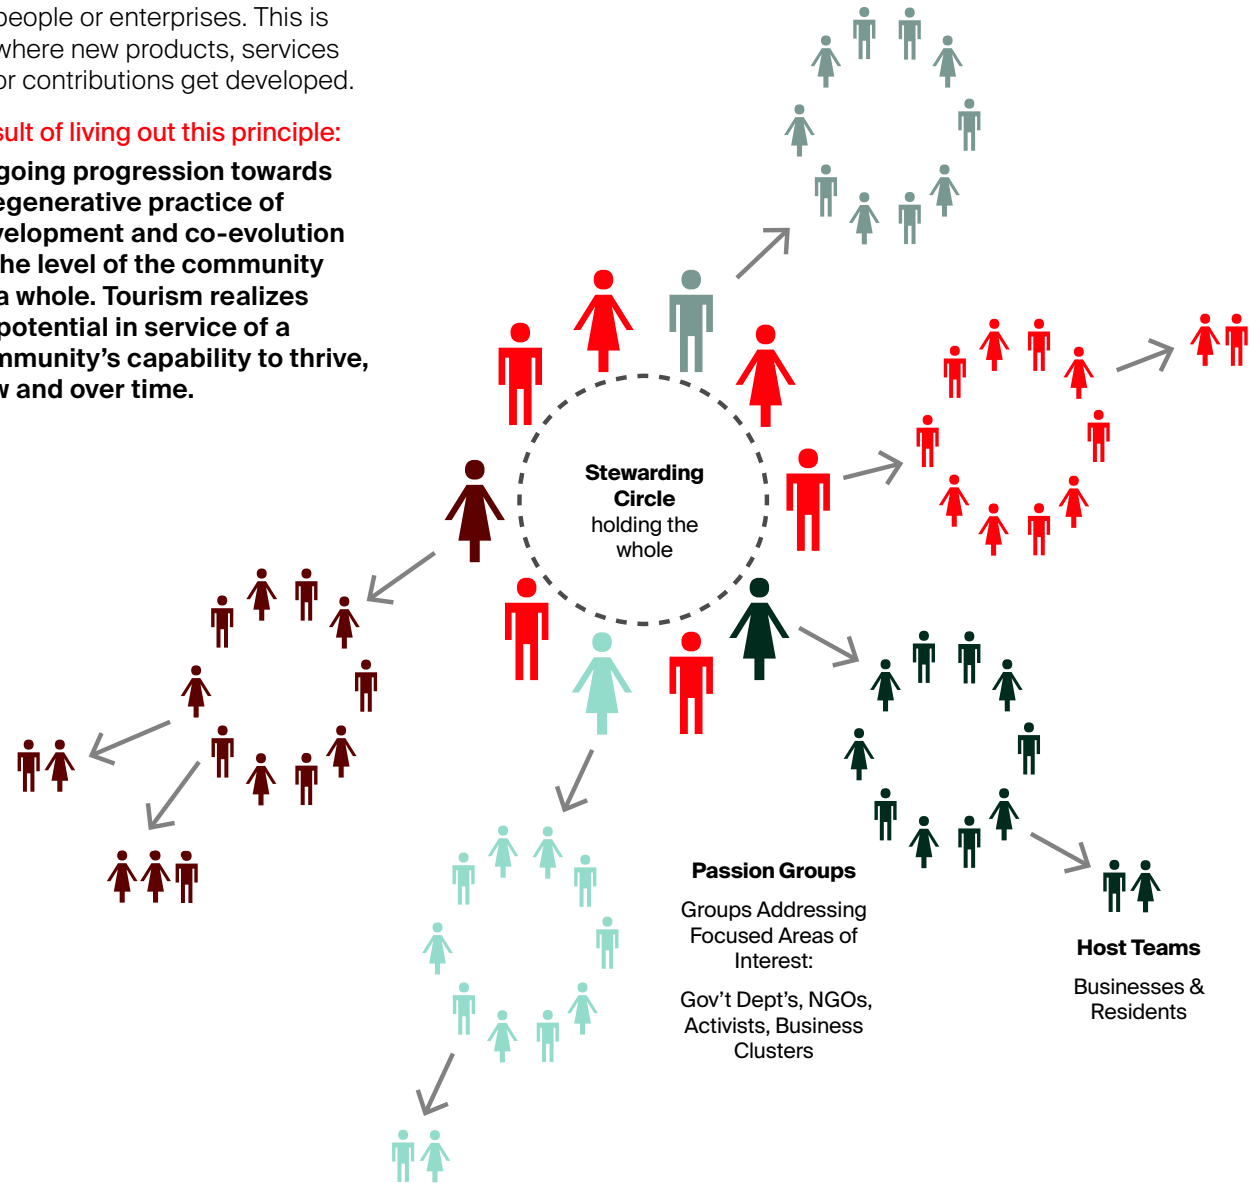 people or enterprises. This is
where new products, services
or contributions get developed.
sult of living out this principle:
going progression towards
egenerative practice of
velopment and co-evolution
the level of the community
a whole. Tourism realizes
potential in service of a
mmunity’s capability to thrive,
w and over time.
Stewarding
Circle
holding the
whole
Passion Groups
Groups Addressing
Focused Areas of
Interest:
Gov’t Dept’s, NGOs,
Activists, Business
Clusters
Host Teams
Businesses &
Residents